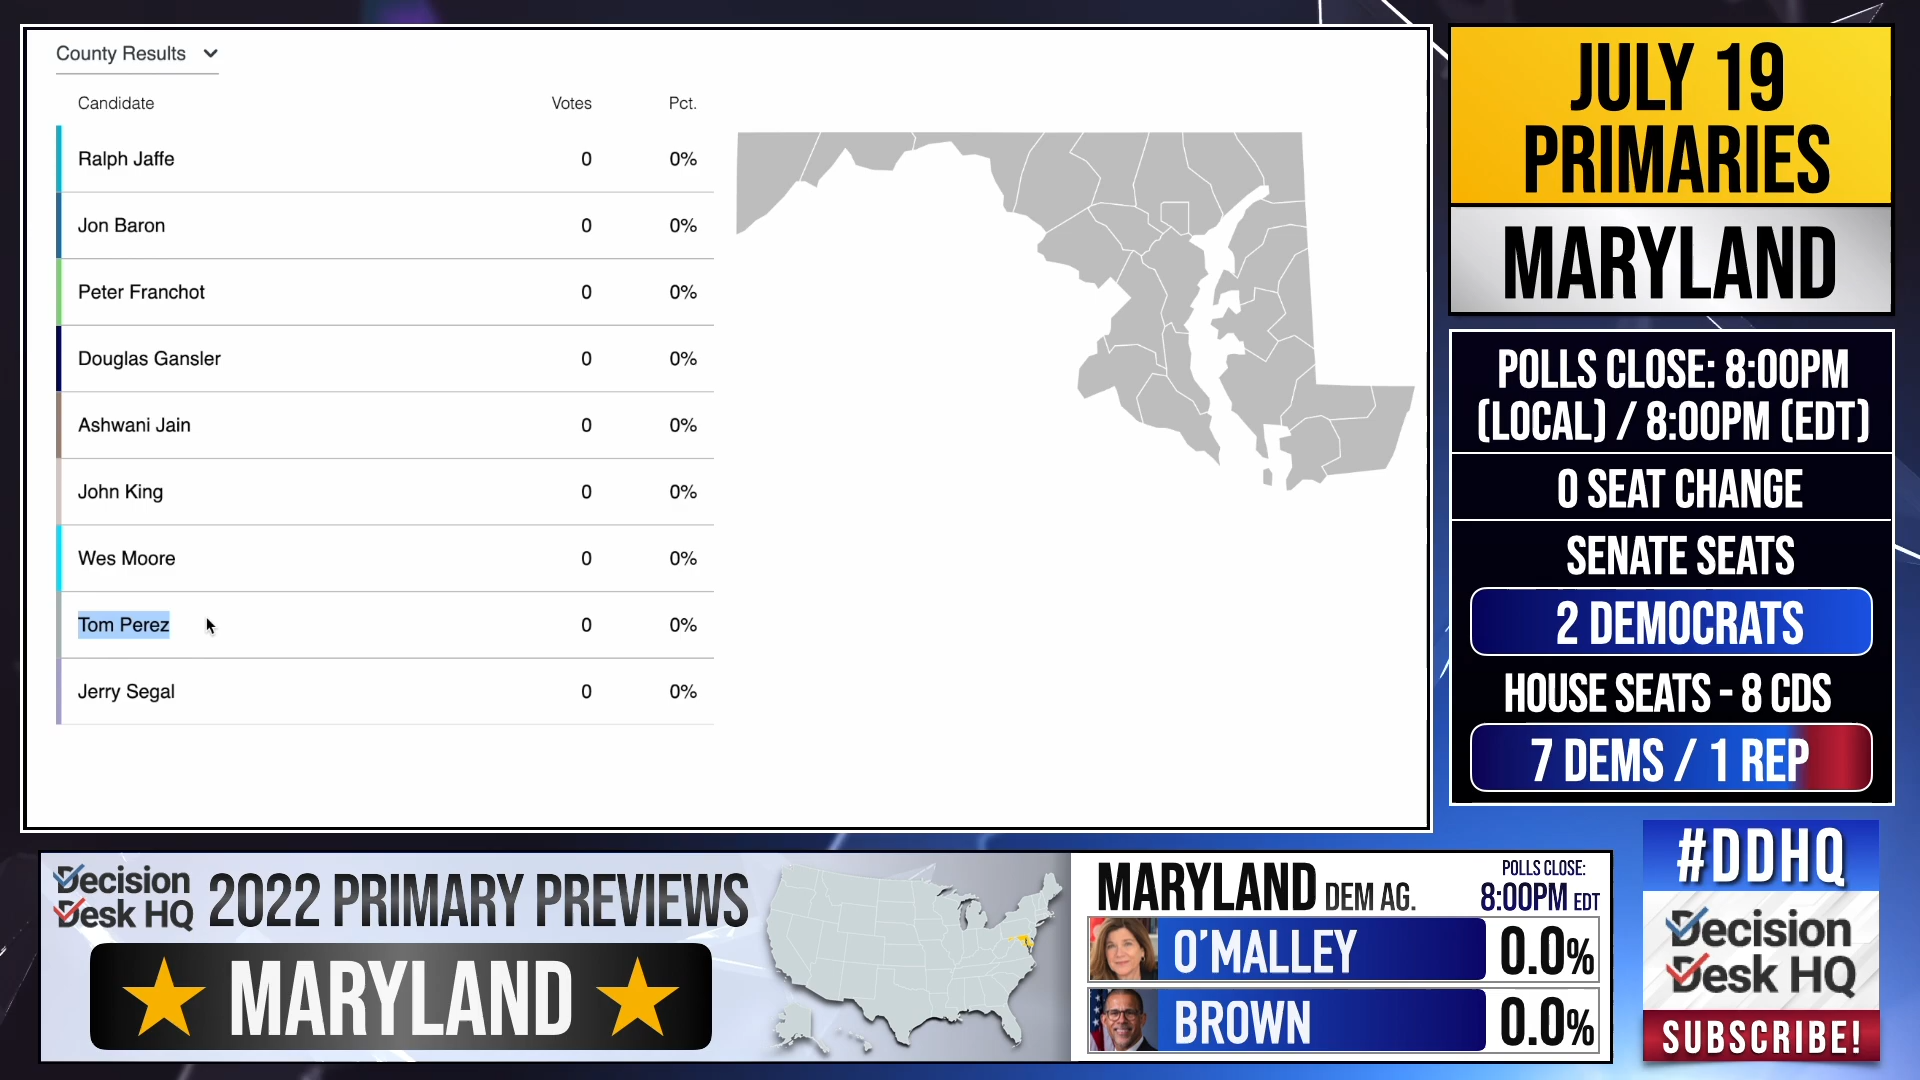 County Results
Candidate Votes Pct.
Ralph Jaffe 0 0%
Jon Baron 0 0%
Peter Franchot 0 0%
Douglas Gansler 0 0%
Ashwani Jain 0 0%
John King 0 0%
Wes Moore 0 0%
Tom Perez 0 0%
Jerry Segal 0 0%
JULY 19
PRIMARIES
MARYLAND
POLLS CLOSE: 8:00PM
(LOCAL) / 8:00PM (EDT)
0 SEAT CHANGE
SENATE SEATS
2 DEMOCRATS
HOUSE SEATS - 8 CDS
7 DEMS / 1 REP
Decision
Desk HQ
2022 PRIMARY PREVIEWS
MARYLAND
MARYLAND DEM AG.
POLLS CLOSE:
8:00PM EDT
O'MALLEY 0.0%
BROWN 0.0%
#DDHQ
Decision
Desk HQ
SUBSCRIBE!